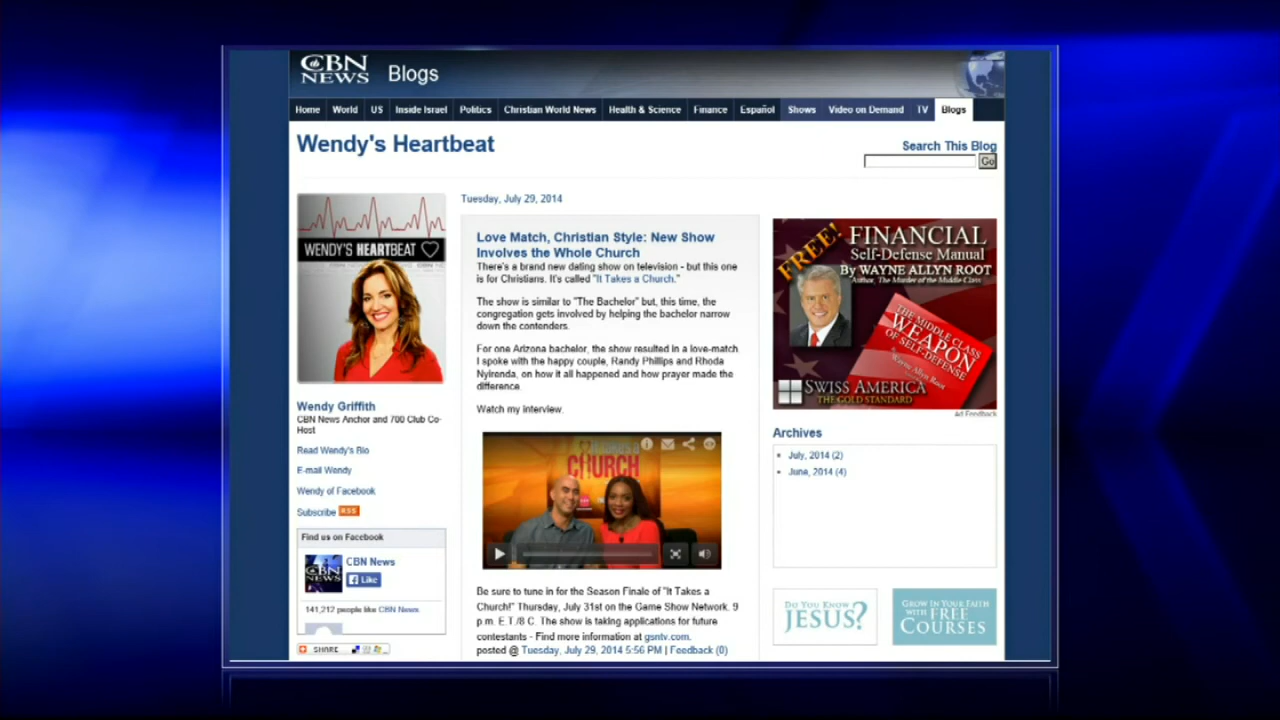 CBN NEWS Blogs
Home World US Inside Israel Politics Christian World News Health & Science Finance Español Shows Video on Demand TV Blogs
Wendy's Heartbeat
Search This Blog
Go
WENDY'S HEARTBEAT
Wendy Griffith
CBN News Anchor and 700 Club Co-
Host
Read Wendy's Bio
E-mail Wendy
Wendy of Facebook
Subscribe RSS
Find us on Facebook
CBN NEWS
CBN News
Like
141,212 people like CBN News.
SHARE
Tuesday, July 29, 2014
Love Match, Christian Style: New Show
Involves the Whole Church
There's a brand new dating show on television - but this one
is for Christians. It's called "It Takes a Church."
The show is similar to "The Bachelor" but, this time, the
congregation gets involved by helping the bachelor narrow
down the contenders.
For one Arizona bachelor, the show resulted in a love-match
I spoke with the happy couple, Randy Phillips and Rhoda
Nyirenda, on how it all happened and how prayer made the
difference.
Watch my interview.
CHURCH
Be sure to tune in for the Season Finale of "It Takes a
Church!" Thursday, July 31st on the Game Show Network. 9
p.m. E.T./8 C. The show is taking applications for future
contestants - Find more information at gsntv.com.
posted @ Tuesday, July 29, 2014 5:56 PM | Feedback (0)
FREE!
FINANCIAL
Self-Defense Manual
By WAYNE ALLYN ROOT
Author, The Murder of the Middle Class
THE MIDDLE CLASS
WEAPON
OF SELF-DEFENSE
Wayne Allyn Root
SWISS AMERICA
THE GOLD STANDARD
Ad Feedback
Archives
July, 2014 (2)
June, 2014 (4)
DO YOU KNOW
JESUS?
GROW IN YOUR FAITH
WITH FREE
COURSES